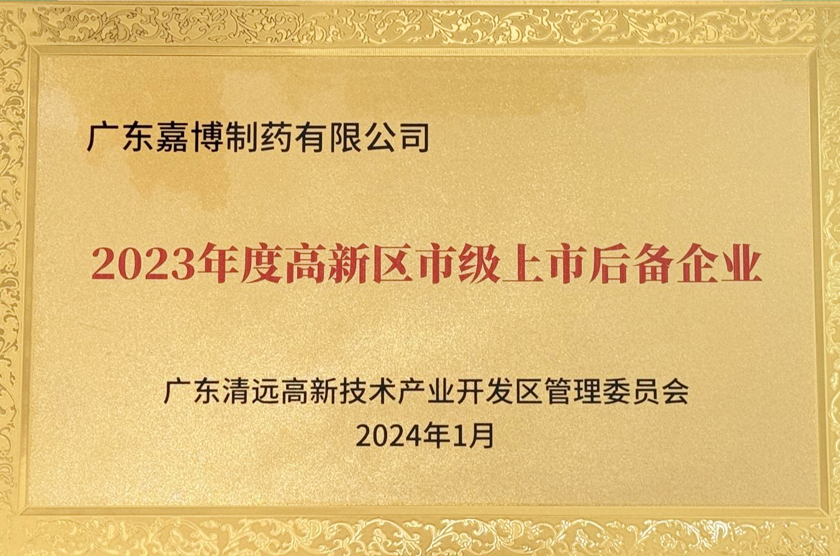 广东嘉博制药有限公司
2023年度高新区市级上市后备企业
广东清远高新技术产业开发区管理委员会
2024年1月